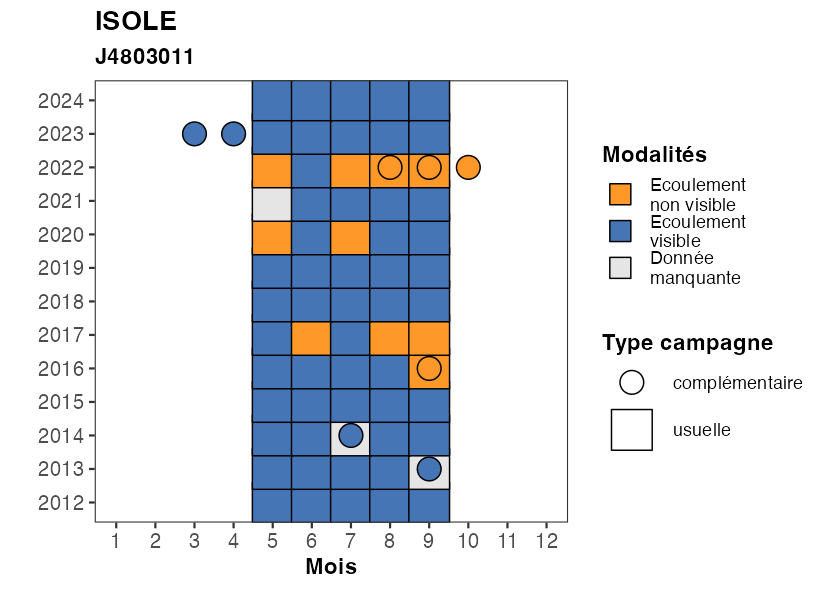 ISOLE
J4803011
2024
2023
2022
2021
2020
2019
2018
2017
2016
2015
2014
2013
2012
1 2 3 4 5 6 7 8 9 10 11 12
Mois
Modalités
Ecoulement
non visible
Ecoulement
visible
Donnée
manquante
Type campagne
complémentaire
usuelle